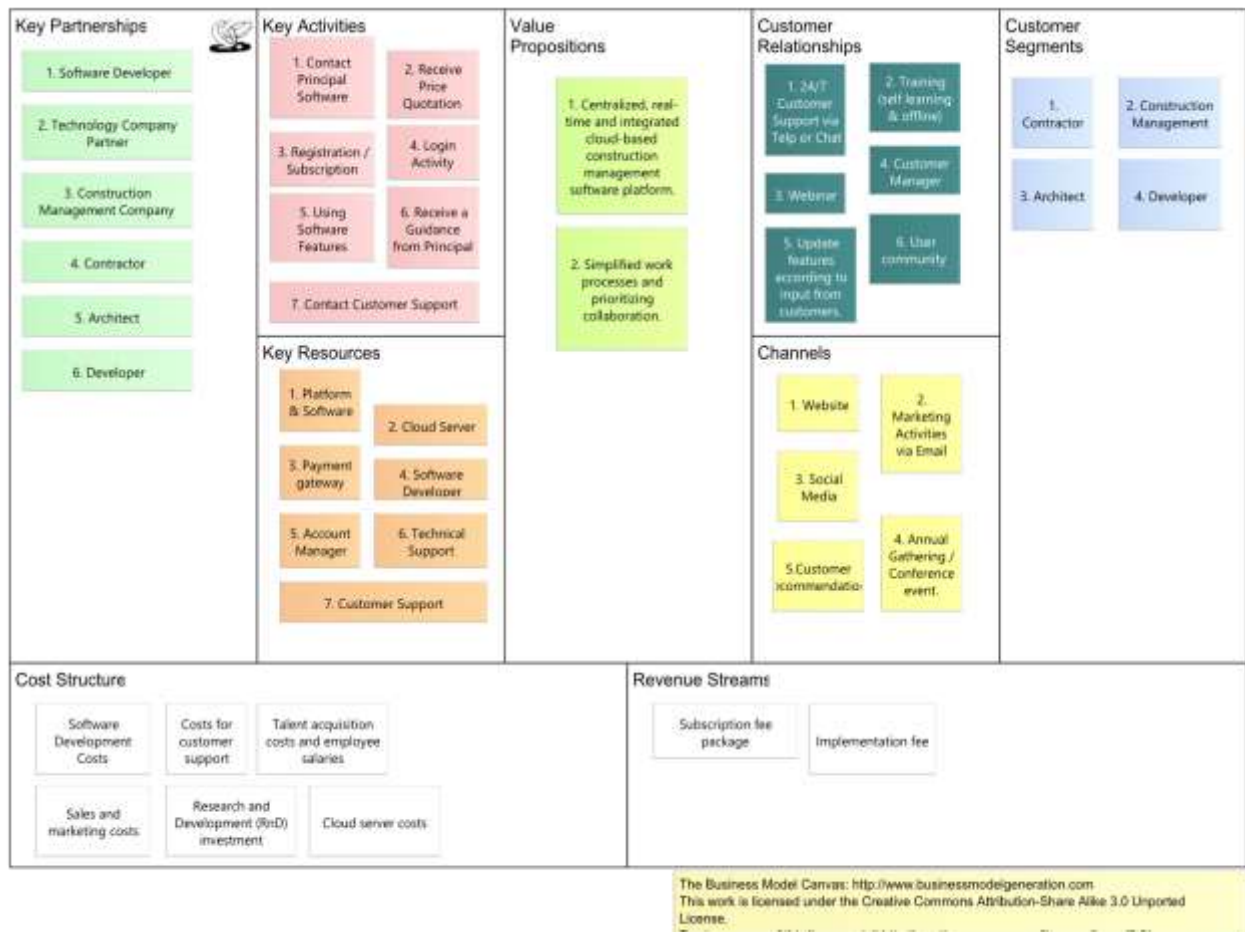 Key Partnerships
1. Software Developer
2. Technology Company
Partner
3. Construction
Management Company
4. Contractor
5. Architect
6. Developer
Key Activities
1. Contact
Principal
Software
2. Receive
Price
Quotation
3. Registration /
Subscription
4. Login
Activity
5. Using
Software
Features
6. Receive a
Guidance
from Principal
7. Contact Customer Support
Key Resources
1. Platform
& Software
2. Cloud Server
3. Payment
gateway
4. Software
Developer
5. Account
Manager
6. Technical
Support
7. Customer Support
Value
Propositions
1. Centralized, real-
time and integrated
cloud-based
construction
management
software platform.
2. Simplified work
processes and
prioritizing
collaboration.
Customer
Relationships
1. 24/7
Customer
Support via
Telp or Chat
2. Training
(self learning
& offline)
3. Webinar
4. Customer
Manager
5. Update
features
according to
input from
customers.
6. User
community
Channels
1. Website
2.
Marketing
Activities
via Email
3. Social
Media
4. Annual
Gathering /
Conference
event.
5.Customer
commendatio
Customer
Segments
1.
Contractor
2. Construction
Management
3. Architect
4. Developer
Cost Structure
Software
Development
Costs
Costs for
customer
support
Talent acquisition
costs and employee
salaries
Sales and
marketing costs
Research and
Development (RnD)
investment
Cloud server costs
Revenue Streams
Subscription fee
package
Implementation fee
The Business Model Canvas: http://www.businessmodelgeneration.com
This work is licensed under the Creative Commons Attribution-Share Alike 3.0 Unported
License.